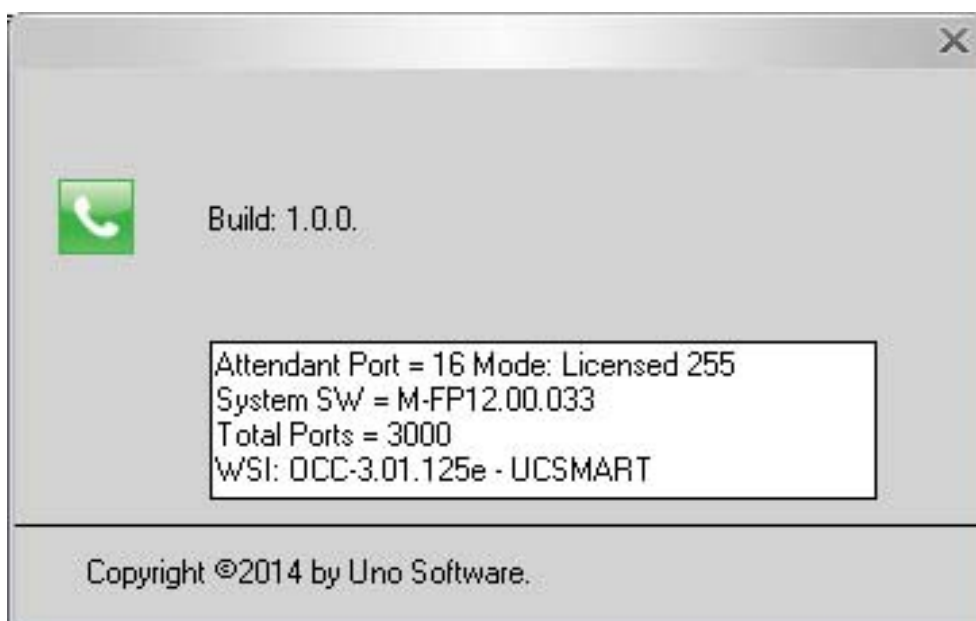 Build: 1.0.0.
Attendant Port = 16 Mode: Licensed 255
System SW = M-FP12.00.033
Total Ports = 3000
WSI: OCC-3.01.125e - UCSMART
Copyright ©2014 by Uno Software.